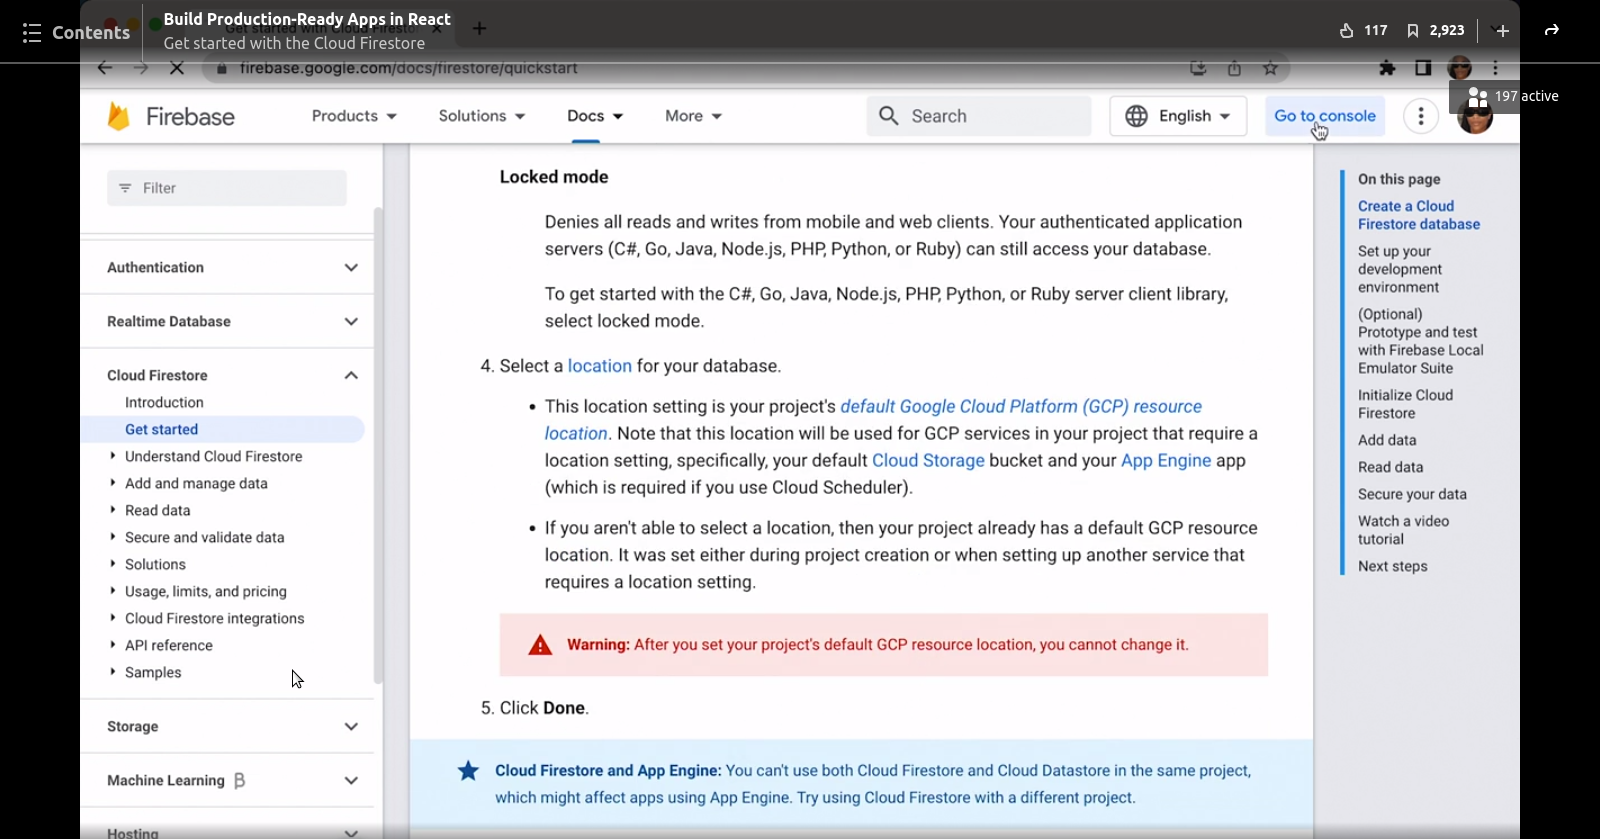 Contents
Build Production-Ready Apps in React
Get started with the Cloud Firestore
117
2,923
firebase.google.com/docs/firestore/quickstart
197 active
Firebase
Products
Solutions
Docs
More
Search
English
Go to console
Filter
Authentication
Realtime Database
Cloud Firestore
Introduction
Get started
Understand Cloud Firestore
Add and manage data
Read data
Secure and validate data
Solutions
Usage, limits, and pricing
Cloud Firestore integrations
API reference
Samples
Storage
Machine Learning β
Hosting
Locked mode
Denies all reads and writes from mobile and web clients. Your authenticated application
servers (C#, Go, Java, Node.js, PHP, Python, or Ruby) can still access your database.
To get started with the C#, Go, Java, Node.js, PHP, Python, or Ruby server client library,
select locked mode.
4. Select a location for your database.
• This location setting is your project's default Google Cloud Platform (GCP) resource
location. Note that this location will be used for GCP services in your project that require a
location setting, specifically, your default Cloud Storage bucket and your App Engine app
(which is required if you use Cloud Scheduler).
• If you aren't able to select a location, then your project already has a default GCP resource
location. It was set either during project creation or when setting up another service that
requires a location setting.
Warning: After you set your project's default GCP resource location, you cannot change it.
5. Click Done.
Cloud Firestore and App Engine: You can't use both Cloud Firestore and Cloud Datastore in the same project,
which might affect apps using App Engine. Try using Cloud Firestore with a different project.
On this page
Create a Cloud
Firestore database
Set up your
development
environment
(Optional)
Prototype and test
with Firebase Local
Emulator Suite
Initialize Cloud
Firestore
Add data
Read data
Secure your data
Watch a video
tutorial
Next steps